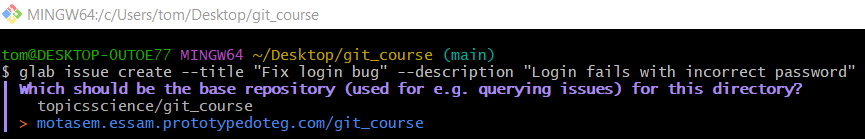 MINGW64:/c/Users/tom/Desktop/git_course
tom@DESKTOP-OUTOE77 MINGW64 ~/Desktop/git_course (main)
$ glab issue create --title "Fix login bug" --description "Login fails with incorrect password"
Which should be the base repository (used for e.g. querying issues) for this directory?
topicsscience/git_course
> motasem.essam.prototypedoteg.com/git_course